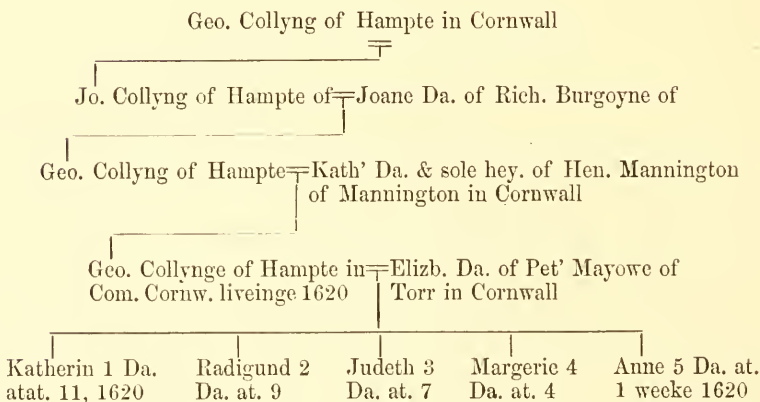 Geo. Collyng of Hampte in Cornwall
Jo. Collyng of Hampte of Joane Da. of Rich. Burgoyne of
Geo. Collyng of Hampte Kath' Da. & sole hey. of Hen. Mannington
of Mannington in Cornwall
Geo. Collynge of Hampte in Elizb. Da. of Pet' Mayowe of
Com. Cornw. liveinge 1620 Torr in Cornwall
Katherin 1 Da. Radigund 2 Judeth 3 Margerie 4 Anne 5 Da. at.
atat. 11, 1620 Da. at. 9 Da. at. 7 Da. at. 4 1 weeke 1620